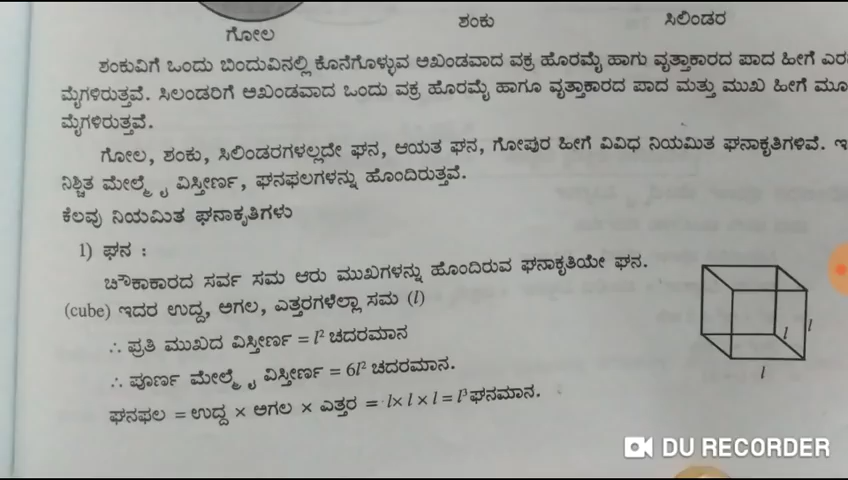 ಗೋಲ ಶಂಕು ಸಿಲಿಂಡರ
ಶಂಕುವಿಗೆ ಒಂದು ಬಿಂದುವಿನಲ್ಲಿ ಕೊನೆಗೊಳ್ಳುವ ಅಖಂಡವಾದ ವಕ್ರ ಹೊರಮೈ ಹಾಗು ವೃತ್ತಾಕಾರದ ಪಾದ ಹೀಗೆ
ಮೈಗಳಿರುತ್ತವೆ. ಸಿಲಂಡರಿಗೆ ಅಖಂಡವಾದ ಒಂದು ವಕ್ರ ಹೊರಮೈ ಹಾಗೂ ವೃತ್ತಾಕಾರದ ಪಾದ ಮತ್ತು ಮುಖ ಹೀಗೆ
ಮೈಗಳಿರುತ್ತವೆ.
ಗೋಲ, ಶಂಕು, ಸಿಲಿಂಡರಗಳಲ್ಲದೇ ಘನ, ಆಯತ ಘನ, ಗೋಪುರ ಹೀಗೆ ವಿವಿಧ ನಿಯಮಿತ ಘನಾಕೃತಿಗಳಿವೆ.
ನಿಶ್ಚಿತ ಮೇಲ್ಮೈ ವಿಸ್ತೀರ್ಣ, ಘನಫಲಗಳನ್ನು ಹೊಂದಿರುತ್ತವೆ.
ಕೆಲವು ನಿಯಮಿತ ಘನಾಕೃತಿಗಳು
1) ಘನ :
ಚೌಕಾಕಾರದ ಸರ್ವ ಸಮ ಆರು ಮುಖಗಳನ್ನು ಹೊಂದಿರುವ ಘನಾಕೃತಿಯೇ ಘನ.
(cube) ಇದರ ಉದ್ದ, ಅಗಲ, ಎತ್ತರಗಳೆಲ್ಲಾ ಸಮ (l)
∴ ಪ್ರತಿ ಮುಖದ ವಿಸ್ತೀರ್ಣ = l² ಚದರಮಾನ
∴ ಪೂರ್ಣ ಮೇಲ್ಮೈ ವಿಸ್ತೀರ್ಣ = 6l² ಚದರಮಾನ.
ಘನಫಲ = ಉದ್ದ × ಅಗಲ × ಎತ್ತರ = l× l × l = l³ ಘನಮಾನ.
l
l
l
DU RECORDER